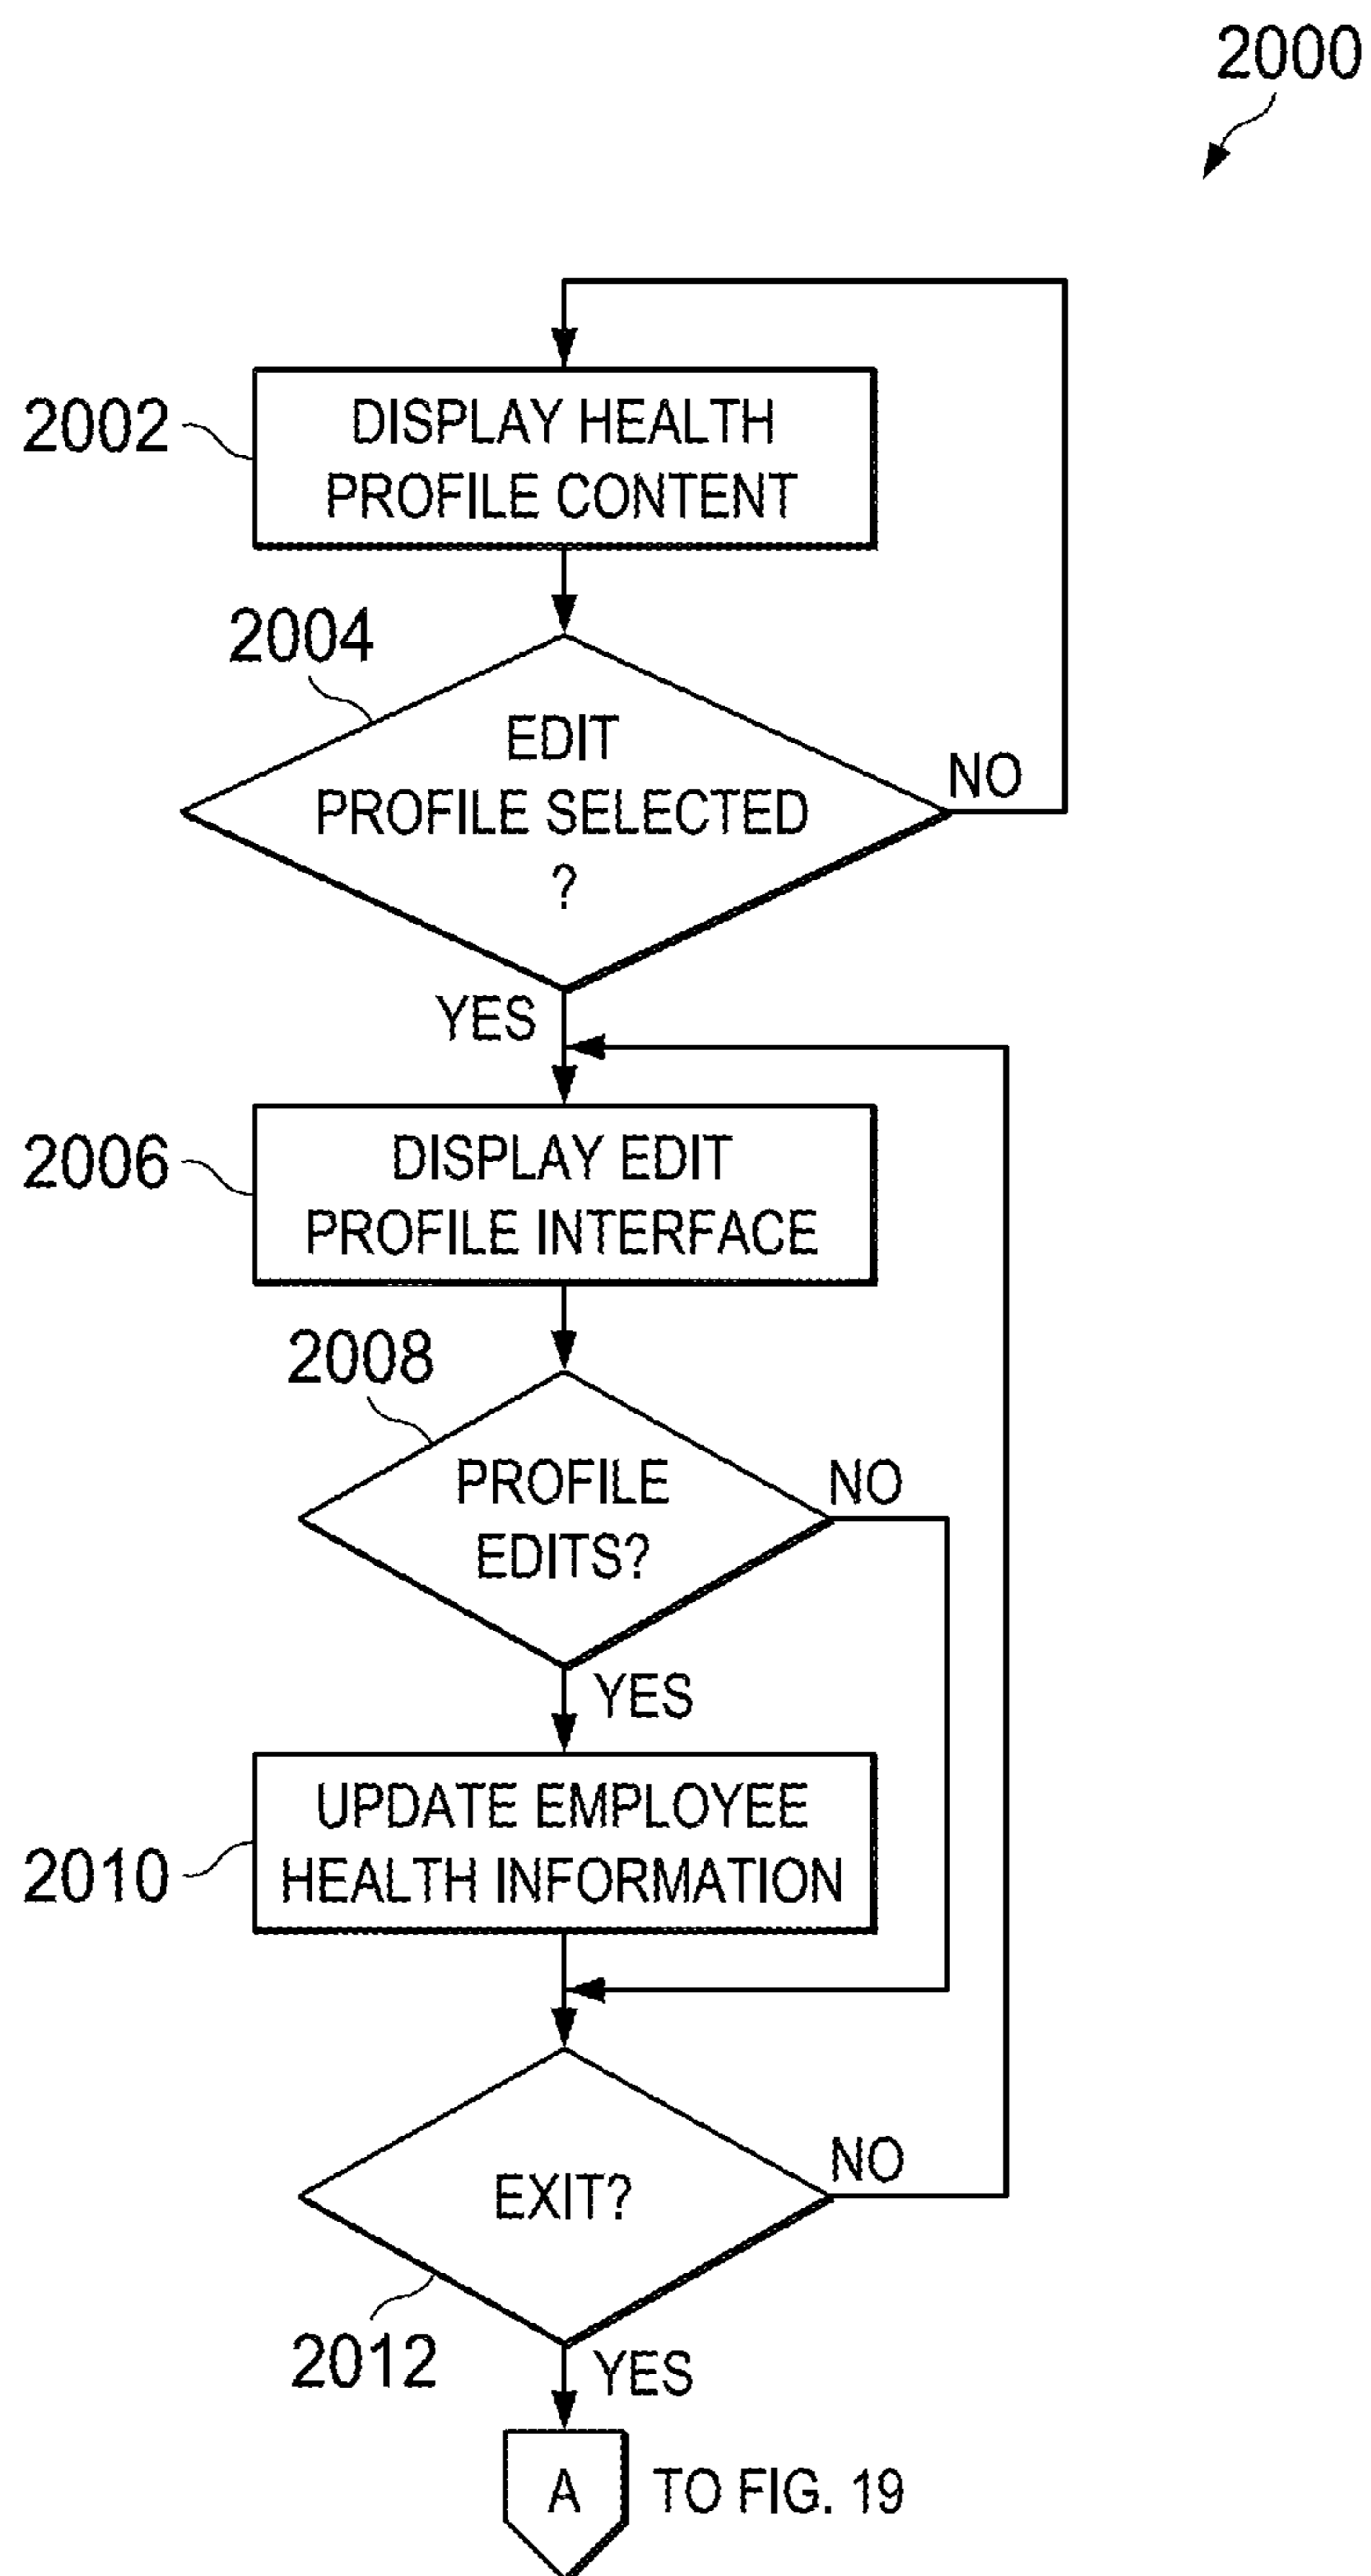 2000
2002
DISPLAY HEALTH
PROFILE CONTENT
2004
EDIT
PROFILE SELECTED
?
NO
YES
2006
DISPLAY EDIT
PROFILE INTERFACE
2008
PROFILE
EDITS?
NO
YES
2010
UPDATE EMPLOYEE
HEALTH INFORMATION
EXIT?
NO
2012
YES
A
TO FIG. 19